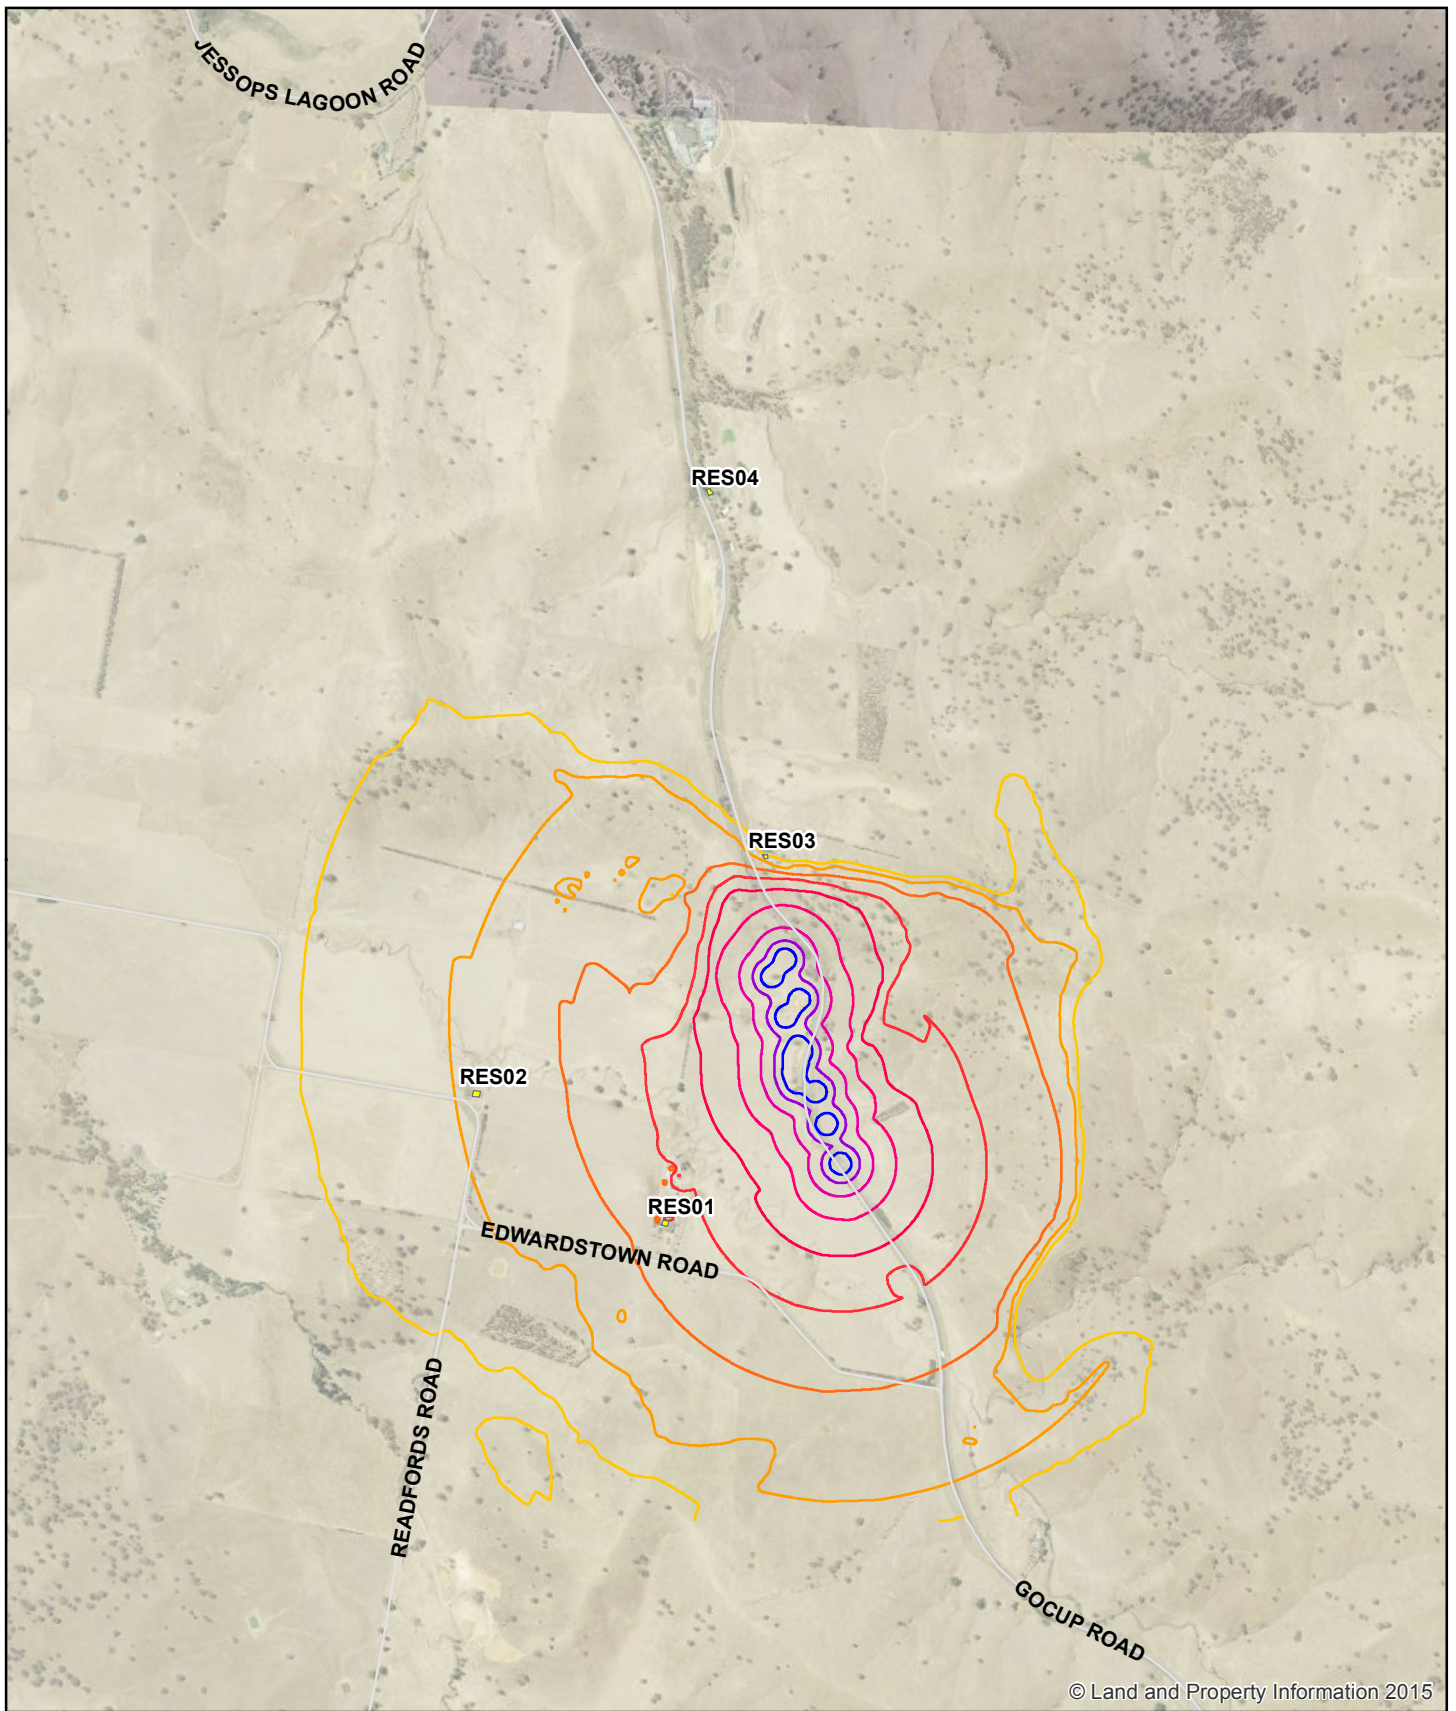 JESSOPS LAGOON ROAD
RES04
RES03
RES02
RES01
EDWARDSTOWN ROAD
READFORDS ROAD
GOCUP ROAD
© Land and Property Information 2015